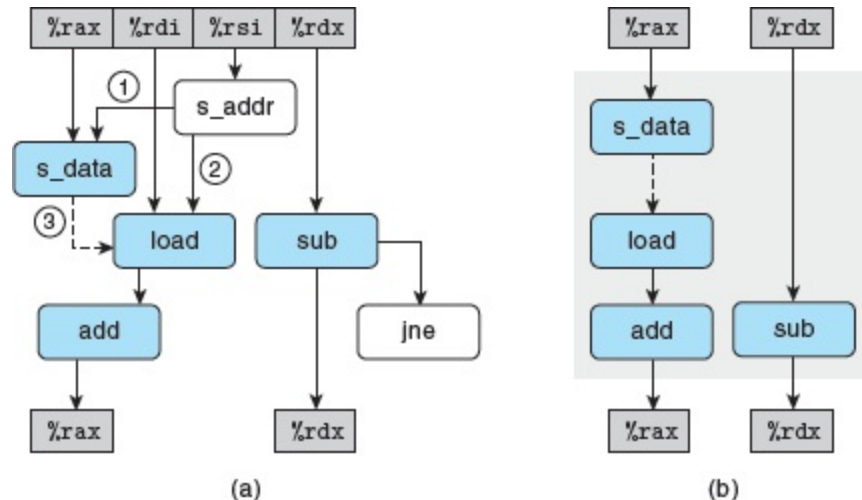 %rax %rdi %rsi %rdx
①
s_addr
s_data
②
③
load
sub
add
jne
%rax
%rdx
(a)
%rax
%rdx
s_data
load
add
sub
%rax
%rdx
(b)